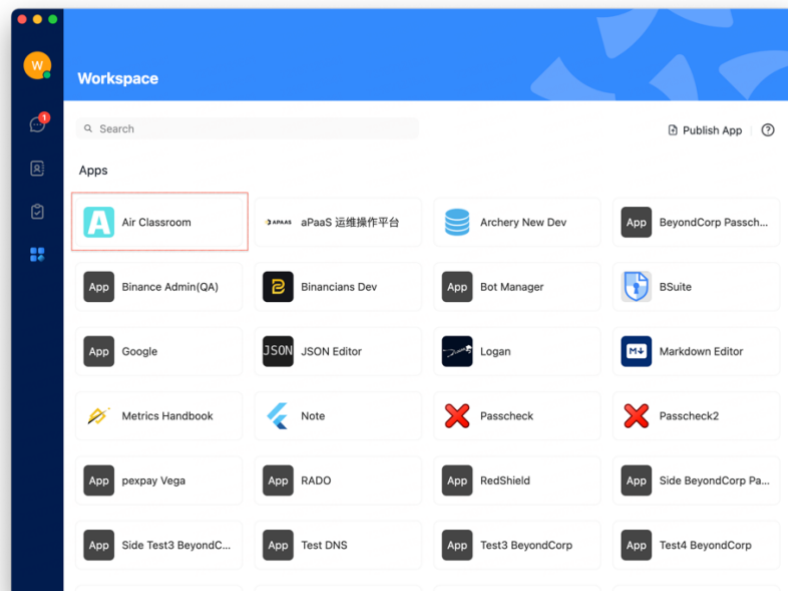 W
Workspace
1
Search
Publish App
?
Apps
A Air Classroom
APAAS aPaaS 运维操作平台
Archery New Dev
App BeyondCorp Passch...
App Binance Admin(QA)
Binancians Dev
App Bot Manager
BSuite
App Google
JSON JSON Editor
Logan
M Markdown Editor
Metrics Handbook
Note
Passcheck
Passcheck2
App pexpay Vega
App RADO
App RedShield
App Side BeyondCorp Pa...
App Side Test3 BeyondC...
App Test DNS
App Test3 BeyondCorp
App Test4 BeyondCorp